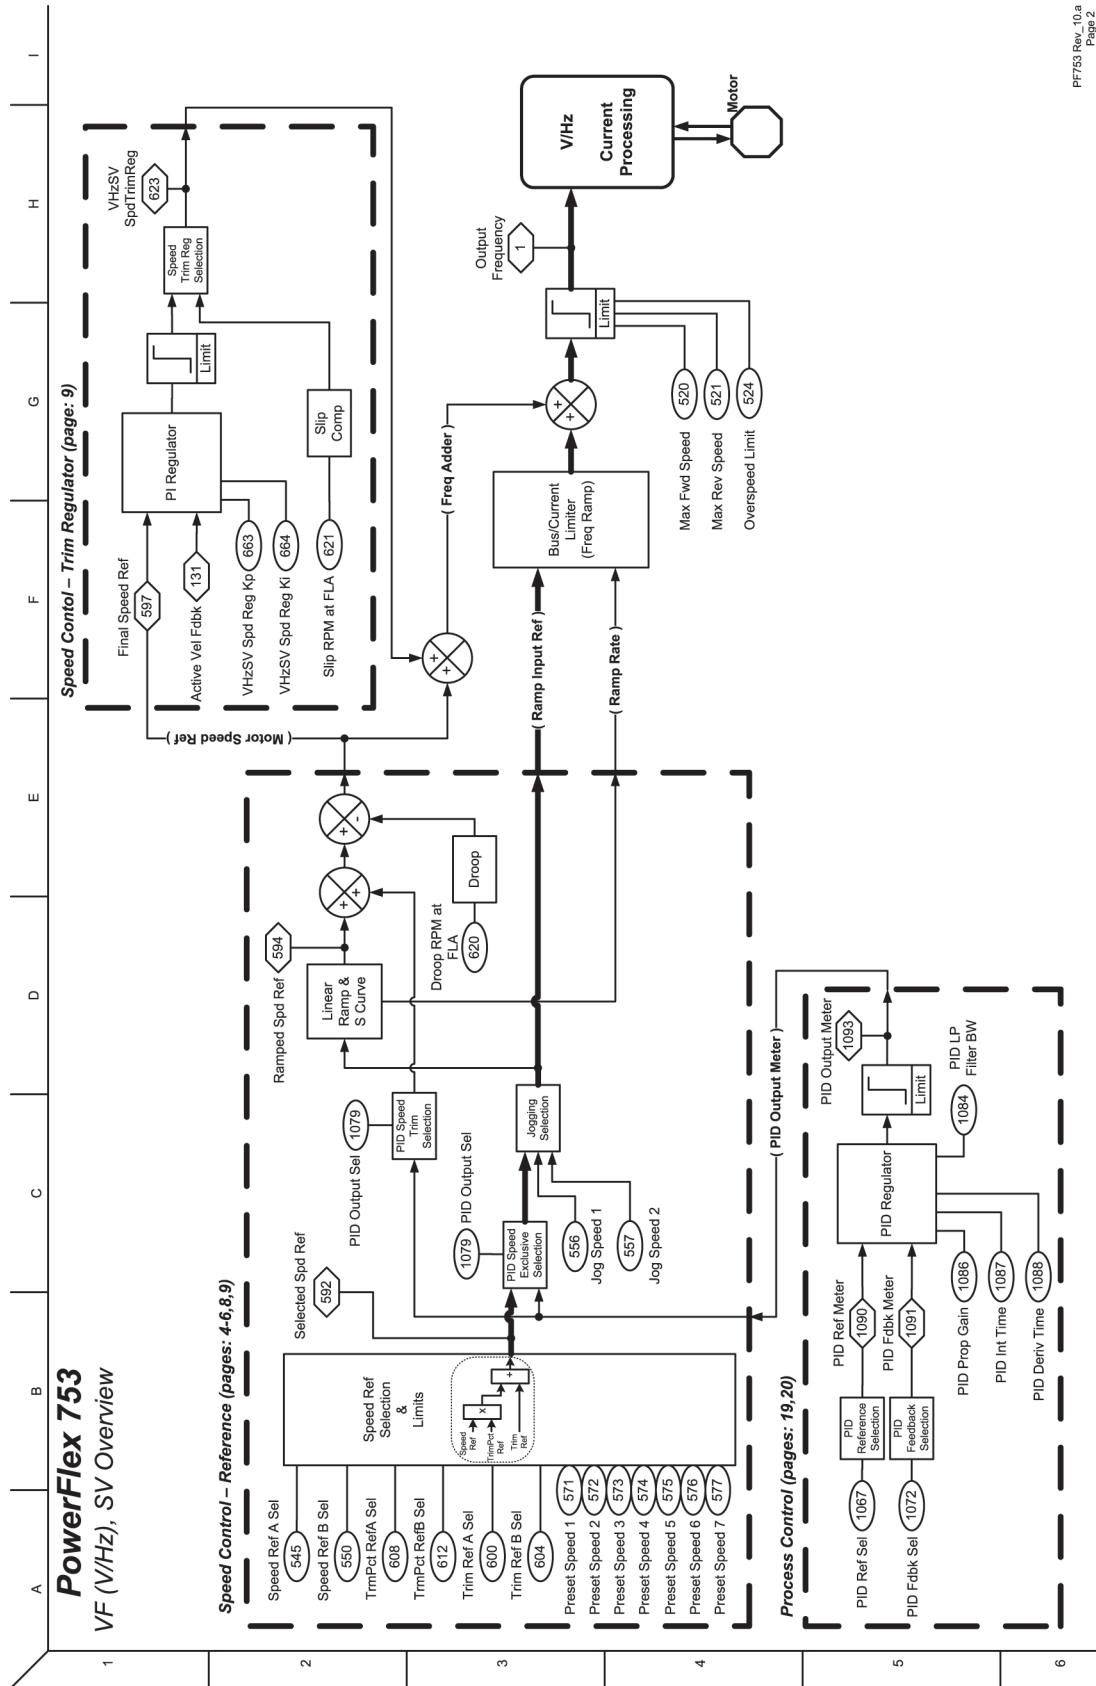 PowerFlex 753
VF (V/Hz), SV Overview
A
B
C
D
E
F
G
H
I
1
2
3
4
5
6
Speed Control – Reference (pages: 4-6,8,9)
Speed Ref A Sel
545
Speed Ref B Sel
550
TrmPct RefA Sel
608
TrmPct RefB Sel
612
Trim Ref A Sel
600
Trim Ref B Sel
604
Preset Speed 1
571
Preset Speed 2
572
Preset Speed 3
573
Preset Speed 4
574
Preset Speed 5
575
Preset Speed 6
576
Preset Speed 7
577
Speed Ref
Selection
&
Limits
Speed
Ref
TrimPct
Ref
Trim
Ref
x
+
Selected Spd Ref
592
1079
PID Output Sel
PID Speed
Exclusive
Selection
556
Jog Speed 1
557
Jog Speed 2
PID Output Sel
1079
PID Speed
Trim
Selection
Jogging
Selection
Ramped Spd Ref
594
Linear
Ramp &
S Curve
Droop RPM at
FLA
620
Droop
+
+
+
-
( Motor Speed Ref )
Speed Contol – Trim Regulator (page: 9)
Final Speed Ref
597
Active Vel Fdbk
131
VHzSV Spd Reg Kp
663
VHzSV Spd Reg Ki
664
Slip RPM at FLA
621
PI Regulator
Slip
Comp
Limit
Speed
Trim Reg
Selection
VHzSV
SpdTrimReg
623
+
+
( Freq Adder )
( Ramp Input Ref )
( Ramp Rate )
Bus/Current
Limiter
(Freq Ramp)
+
+
Limit
Max Fwd Speed
520
Max Rev Speed
521
Overspeed Limit
524
Output
Frequency
1
V/Hz
Current
Processing
Motor
Process Control (pages: 19,20)
PID Ref Sel
1067
PID
Reference
Selection
PID Ref Meter
1090
PID Fdbk Sel
1072
PID
Feedback
Selection
PID Fdbk Meter
1091
PID Prop Gain
1086
PID Int Time
1087
PID Deriv Time
1088
PID Regulator
PID LP
Filter BW
1084
Limit
PID Output Meter
1093
( PID Output Meter )
PF753 Rev_10.a
Page 2